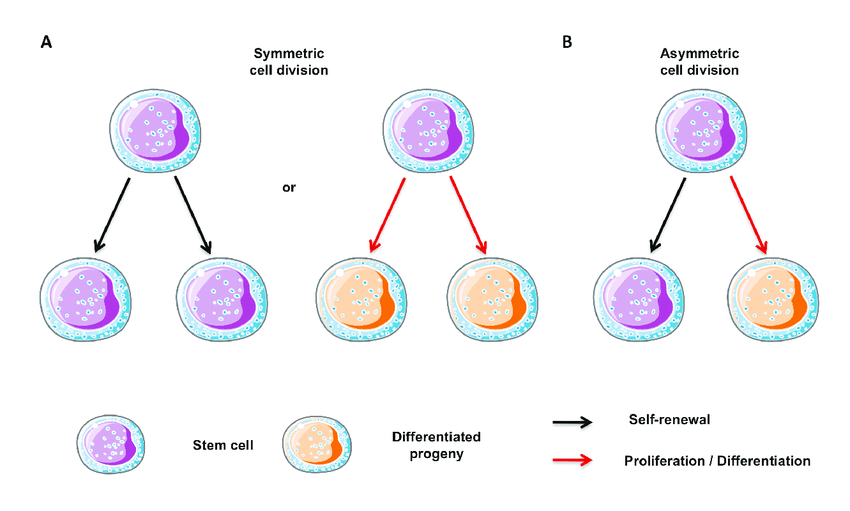 A
Symmetric
cell division
B
Asymmetric
cell division
or
Stem cell
Differentiated
progeny
Self-renewal
Proliferation / Differentiation